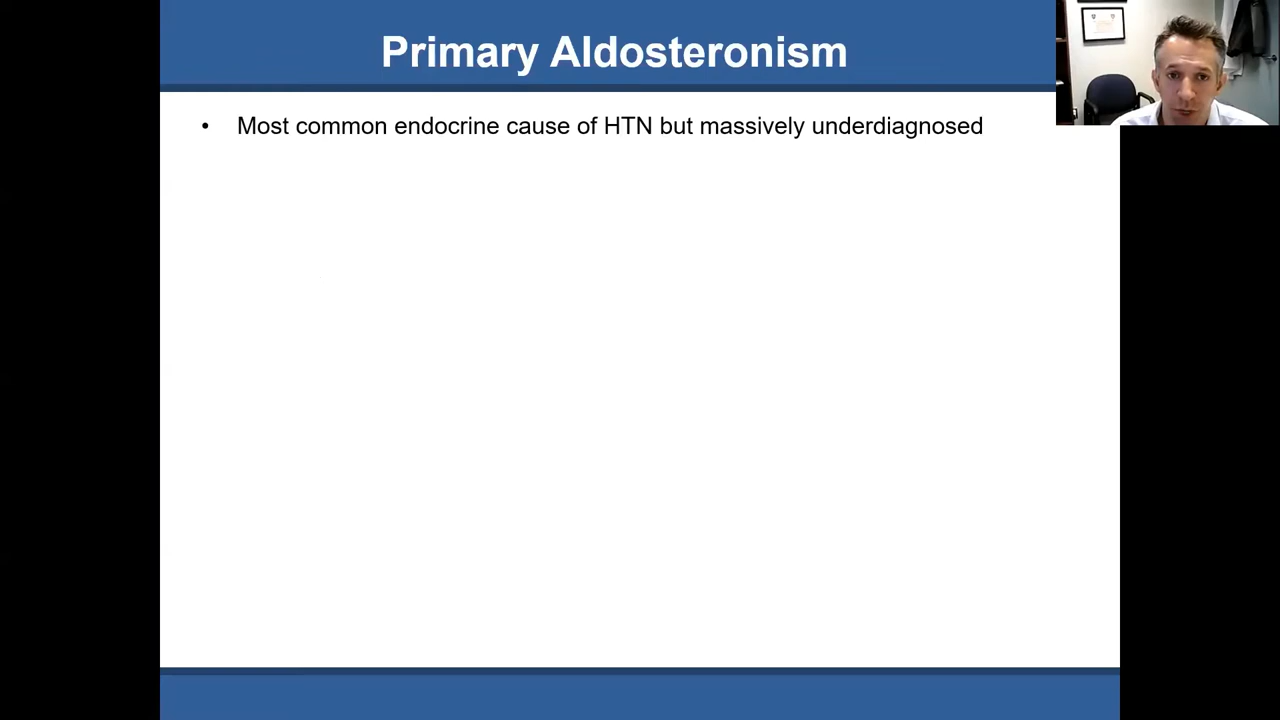 Primary Aldosteronism
• Most common endocrine cause of HTN but massively underdiagnosed